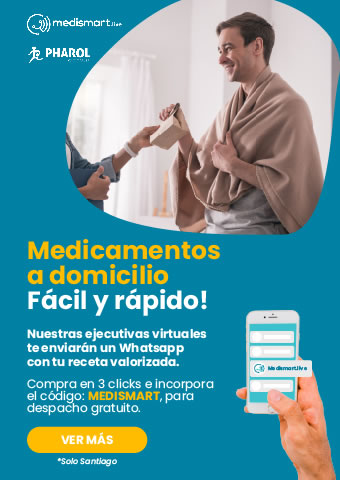 medismart.live
PHAROL
Medicamentos
a domicilio
Fácil y rápido!
Nuestras ejecutivas virtuales
te enviarán un Whatsapp
con tu receta valorizada.
Medismart.live
Compra en 3 clicks e incorpora
el código: MEDISMART, para
despacho gratuito.
VER MÁS
*Solo Santiago